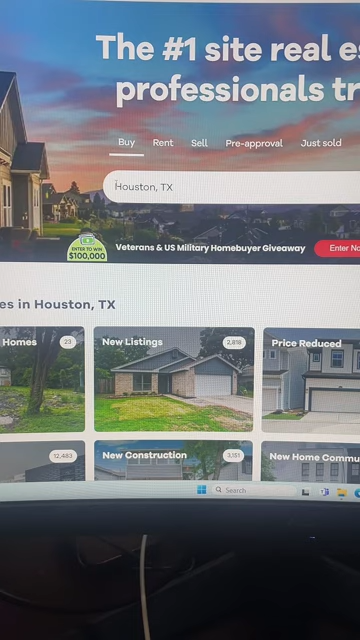 The #1 site real es
professionals tr
Buy Rent Sell Pre-approval Just sold
Houston, TX
ENTER TO WIN
$100,000
Veterans & US Military Homebuyer Giveaway
Enter No
es in Houston, TX
Homes 23
New Listings 2,818
Price Reduced
12,483
New Construction 3,151
New Home Commu
Search